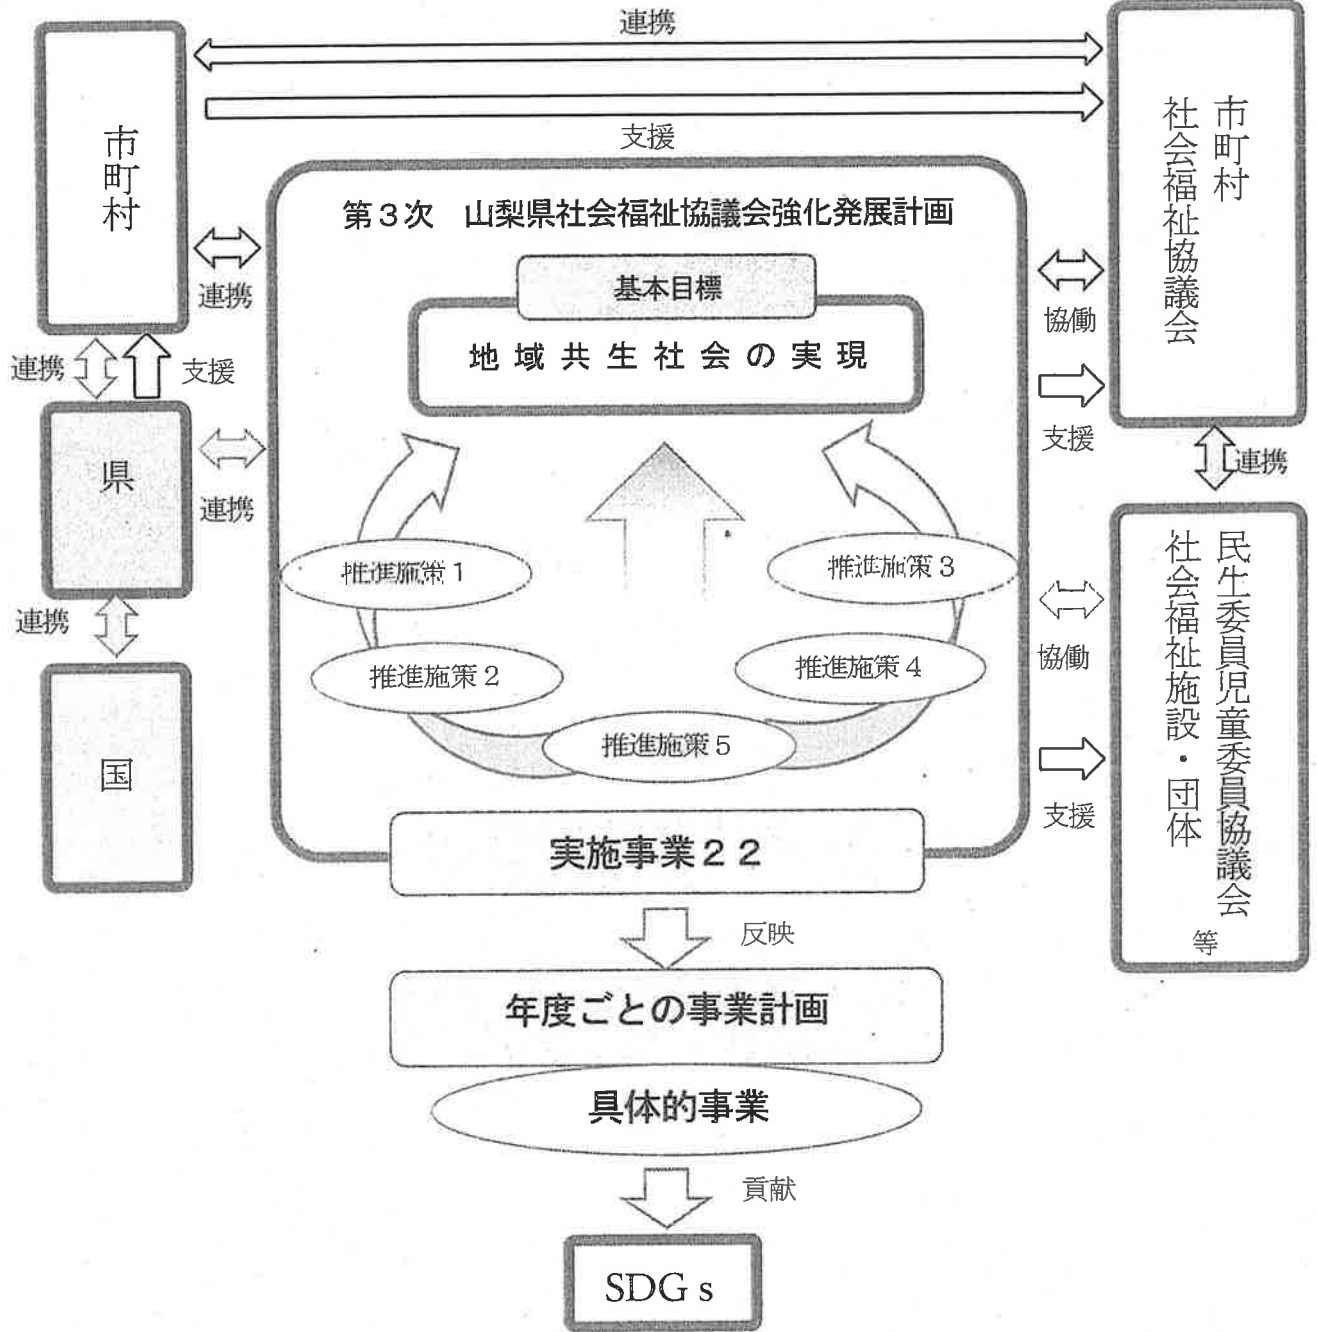 連携
支援
市町村
市町村
社会福祉協議会
第3次 山梨県社会福祉協議会強化発展計画
基本目標
地域共生社会の実現
連携
協働
連携
支援
支援
県
連携
連携
推進施策1
推進施策3
民生委員児童委員協議会
社会福祉施設・団体
等
連携
協働
推進施策2
推進施策4
国
推進施策5
支援
実施事業22
反映
年度ごとの事業計画
具体的事業
貢献
SDGs